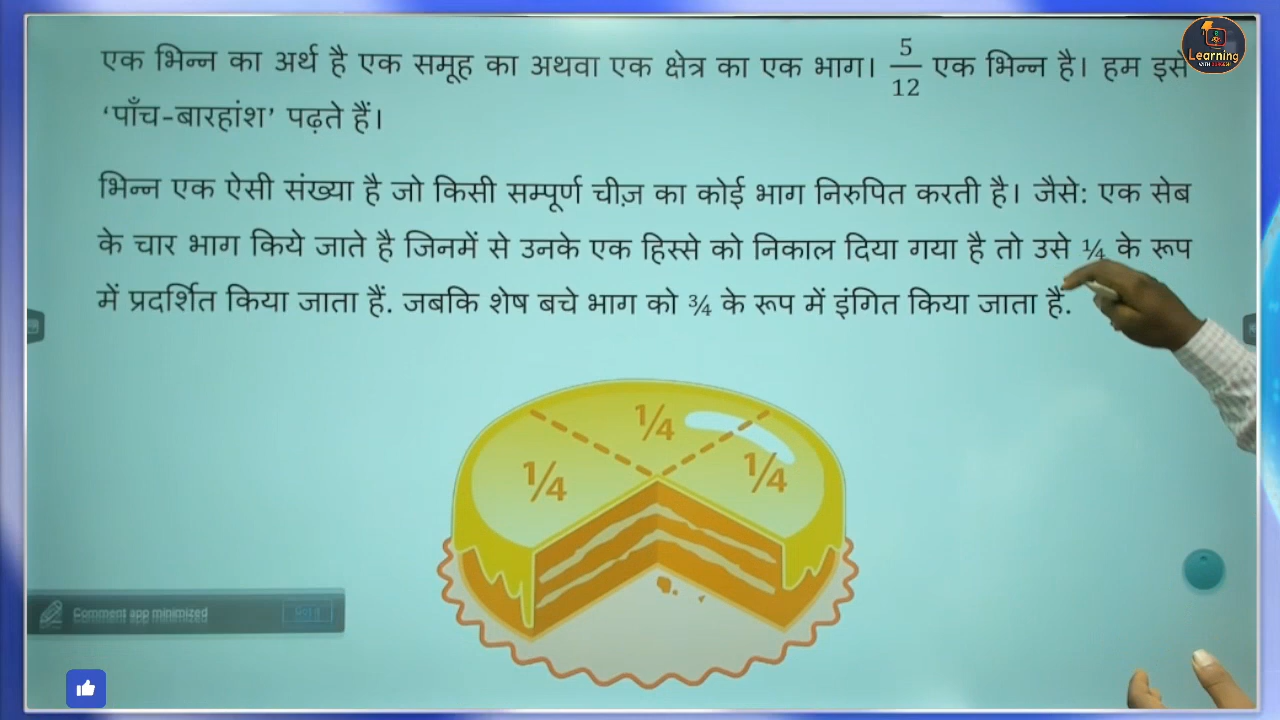 एक भिन्न का अर्थ है एक समूह का अथवा एक क्षेत्र का एक भाग। 5/12 एक भिन्न है। हम इसे
‘पाँच-बारहांश’ पढ़ते हैं।
भिन्न एक ऐसी संख्या है जो किसी सम्पूर्ण चीज़ का कोई भाग निरुपित करती है। जैसे: एक सेब
के चार भाग किये जाते है जिनमें से उनके एक हिस्से को निकाल दिया गया है तो उसे ¼ के रूप
में प्रदर्शित किया जाता हैं. जबकि शेष बचे भाग को ¾ के रूप में इंगित किया जाता हैं.
1/4
1/4
1/4
Comment app minimized
Learning